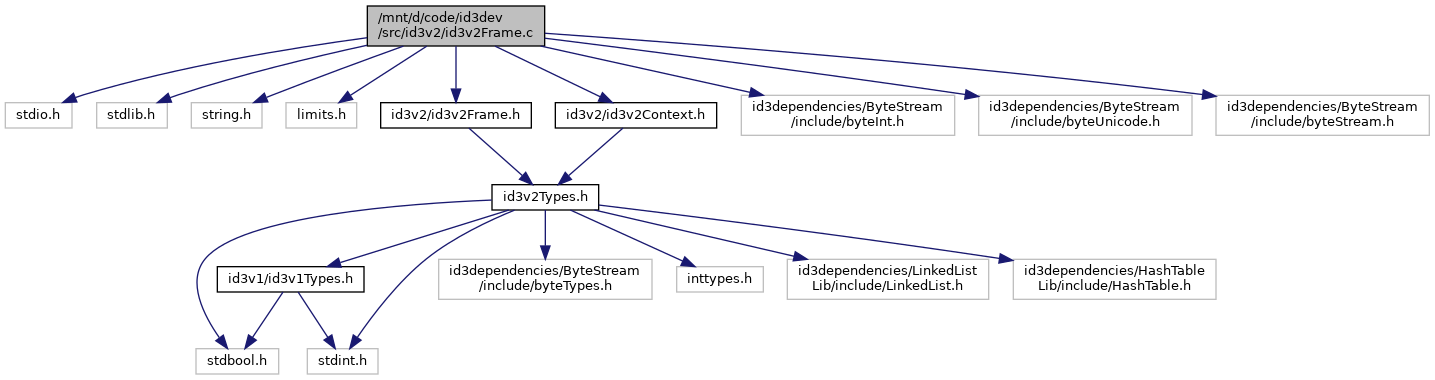 /mnt/d/code/id3dev
/src/id3v2/id3v2Frame.c
stdio.h
stdlib.h
string.h
limits.h
id3v2/id3v2Frame.h
id3v2/id3v2Context.h
id3dependencies/ByteStream
/include/byteInt.h
id3dependencies/ByteStream
/include/byteUnicode.h
id3dependencies/ByteStream
/include/byteStream.h
id3v2Types.h
id3v1/id3v1Types.h
id3dependencies/ByteStream
/include/byteTypes.h
inttypes.h
id3dependencies/LinkedList
Lib/include/LinkedList.h
id3dependencies/HashTable
Lib/include/HashTable.h
stdbool.h
stdint.h